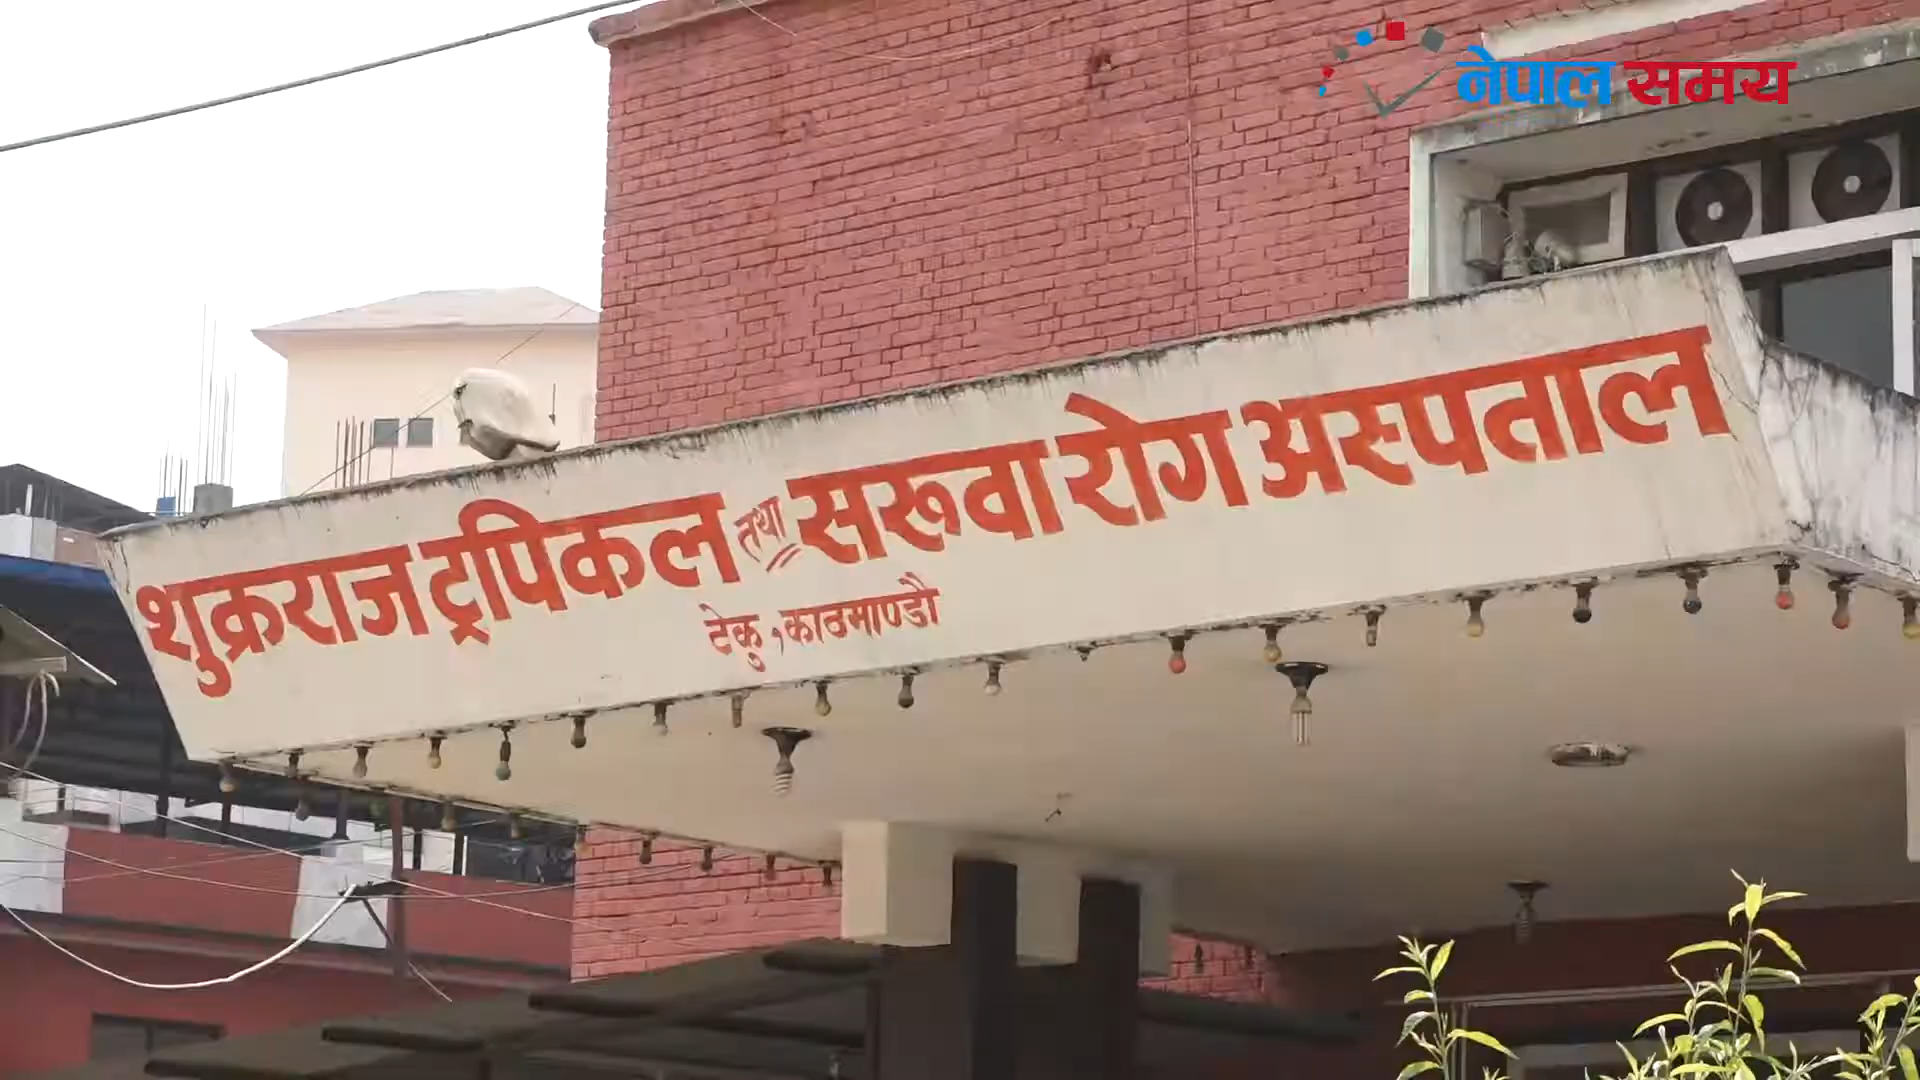 नेपाल समय
शुक्रराज ट्रपिकल तथा सरूवा रोग अस्पताल
टेकु, काठमाण्डौ